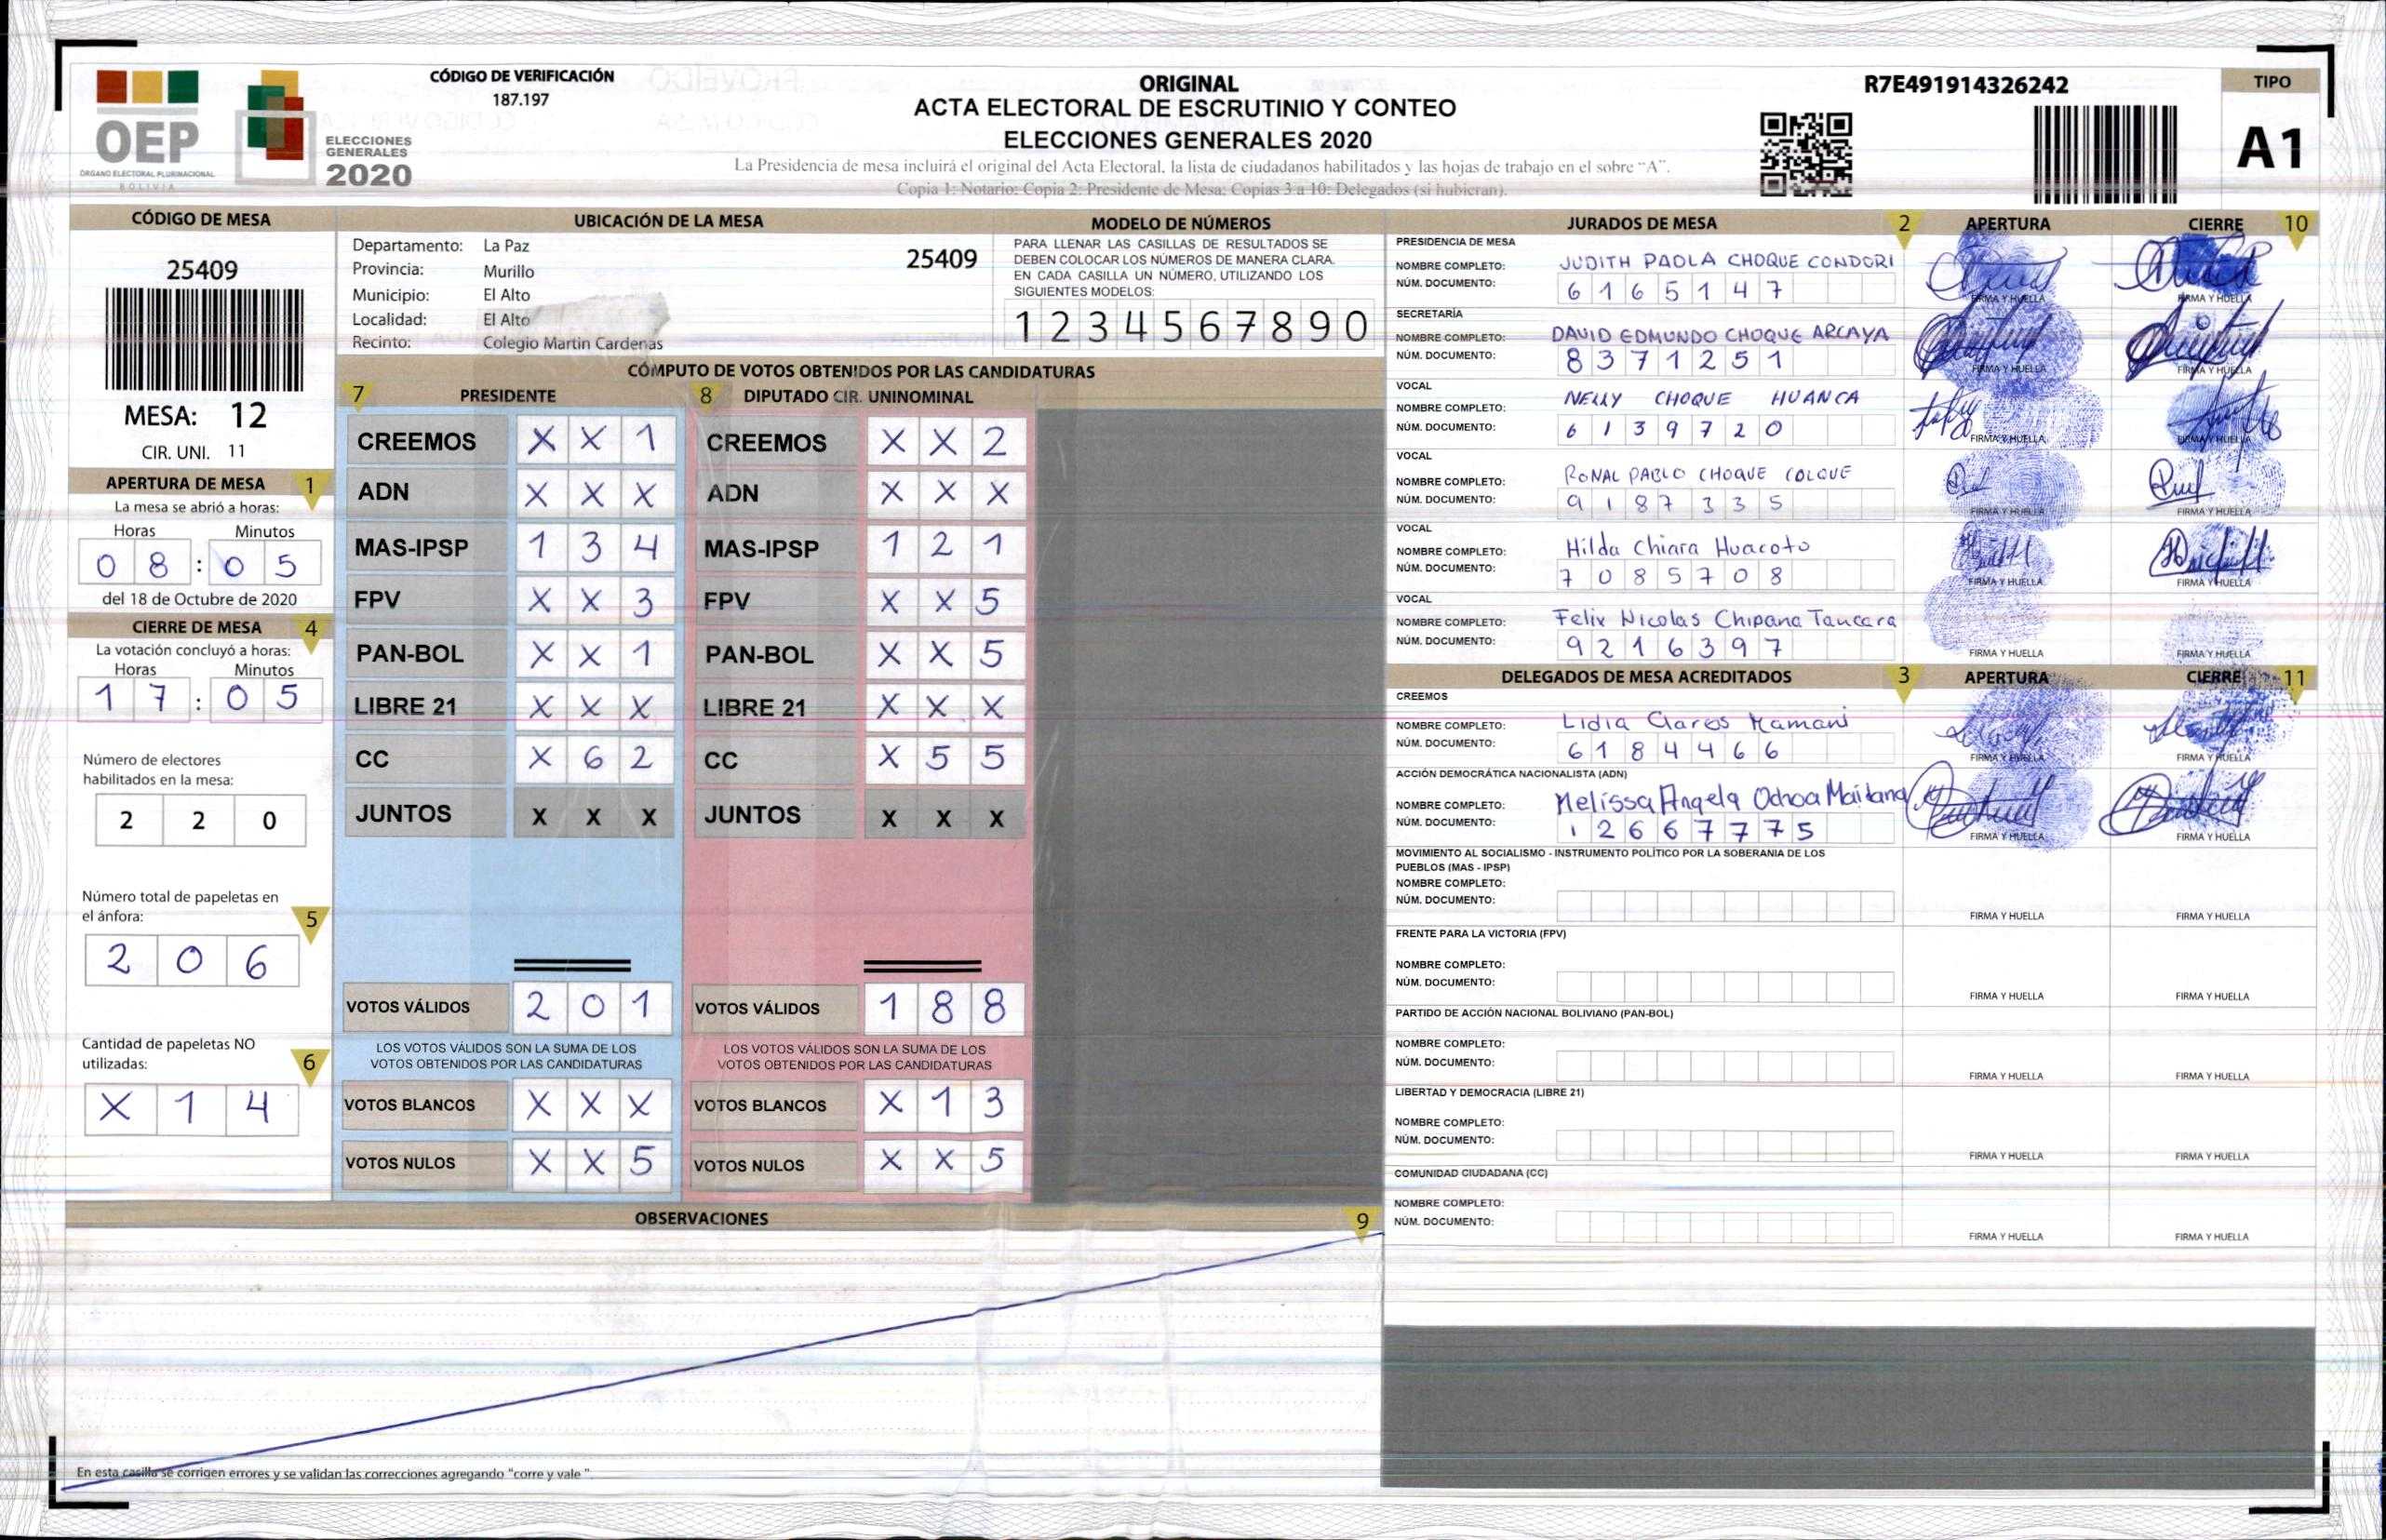 CÓDIGO DE VERIFICACIÓN
187.197
OEP
ÓRGANO ELECTORAL PLURINACIONAL
BOLIVIA
ELECCIONES
GENERALES
2020
ORIGINAL
ACTA ELECTORAL DE ESCRUTINIO Y CONTEO
ELECCIONES GENERALES 2020
La Presidencia de mesa incluirá el original del Acta Electoral, la lista de ciudadanos habilitados y las hojas de trabajo en el sobre "A".
Copia 1: Notario; Copia 2: Presidente de Mesa; Copias 3 a 10: Delegados (si hubieran).
R7E491914326242
TIPO
A1
CÓDIGO DE MESA
25409
MESA: 12
CIR. UNI. 11
APERTURA DE MESA 1
La mesa se abrió a horas:
Horas Minutos
0 8 : 0 5
del 18 de Octubre de 2020
CIERRE DE MESA 4
La votación concluyó a horas:
Horas Minutos
1 7 : 0 5
Número de electores
habilitados en la mesa:
2 2 0
Número total de papeletas en
el ánfora: 5
2 0 6
Cantidad de papeletas NO
utilizadas: 6
X 1 4
UBICACIÓN DE LA MESA
Departamento: La Paz 25409
Provincia: Murillo
Municipio: El Alto
Localidad: El Alto
Recinto: Colegio Martin Cardenas
MODELO DE NÚMEROS
PARA LLENAR LAS CASILLAS DE RESULTADOS SE
DEBEN COLOCAR LOS NÚMEROS DE MANERA CLARA.
EN CADA CASILLA UN NÚMERO, UTILIZANDO LOS
SIGUIENTES MODELOS:
1 2 3 4 5 6 7 8 9 0
CÓMPUTO DE VOTOS OBTENIDOS POR LAS CANDIDATURAS
7 PRESIDENTE 8 DIPUTADO CIR. UNINOMINAL
CREEMOS X X 1 CREEMOS X X 2
ADN X X X ADN X X X
MAS-IPSP 1 3 4 MAS-IPSP 1 2 1
FPV X X 3 FPV X X 5
PAN-BOL X X 1 PAN-BOL X X 5
LIBRE 21 X X X LIBRE 21 X X X
CC X 6 2 CC X 5 5
JUNTOS X X X JUNTOS X X X
VOTOS VÁLIDOS 2 0 1 VOTOS VÁLIDOS 1 8 8
LOS VOTOS VÁLIDOS SON LA SUMA DE LOS LOS VOTOS VÁLIDOS SON LA SUMA DE LOS
VOTOS OBTENIDOS POR LAS CANDIDATURAS VOTOS OBTENIDOS POR LAS CANDIDATURAS
VOTOS BLANCOS X X X VOTOS BLANCOS X 1 3
VOTOS NULOS X X 5 VOTOS NULOS X X 5
OBSERVACIONES 9
En esta casilla se corrigen errores y se validan las correcciones agregando "corre y vale".
JURADOS DE MESA 2 APERTURA CIERRE 10
PRESIDENCIA DE MESA
NOMBRE COMPLETO: JUDITH PAOLA CHOQUE CONDORI
NÚM. DOCUMENTO: 6 1 6 5 1 4 7
FIRMA Y HUELLA FIRMA Y HUELLA
SECRETARÍA
NOMBRE COMPLETO: DAVID EDMUNDO CHOQUE ARCAYA
NÚM. DOCUMENTO: 8 3 7 1 2 5 1
FIRMA Y HUELLA FIRMA Y HUELLA
VOCAL
NOMBRE COMPLETO: NELLY CHOQUE HUANCA
NÚM. DOCUMENTO: 6 1 3 9 7 2 0
FIRMA Y HUELLA FIRMA Y HUELLA
VOCAL
NOMBRE COMPLETO: RONAL PABLO CHOQUE COLQUE
NÚM. DOCUMENTO: 9 1 8 7 3 3 5
FIRMA Y HUELLA FIRMA Y HUELLA
VOCAL
NOMBRE COMPLETO: Hilda Chiara Huacoto
NÚM. DOCUMENTO: 7 0 8 5 7 0 8
FIRMA Y HUELLA FIRMA Y HUELLA
VOCAL
NOMBRE COMPLETO: Felix Nicolas Chipana Tancara
NÚM. DOCUMENTO: 9 2 1 6 3 9 7
FIRMA Y HUELLA FIRMA Y HUELLA
DELEGADOS DE MESA ACREDITADOS 3 APERTURA CIERRE 11
CREEMOS
NOMBRE COMPLETO: Lidia Claros Mamani
NÚM. DOCUMENTO: 6 1 8 4 4 6 6
FIRMA Y HUELLA FIRMA Y HUELLA
ACCIÓN DEMOCRÁTICA NACIONALISTA (ADN)
NOMBRE COMPLETO: Melissa Angela Ochoa Maidana
NÚM. DOCUMENTO: 1 2 6 6 7 7 7 5
FIRMA Y HUELLA FIRMA Y HUELLA
MOVIMIENTO AL SOCIALISMO - INSTRUMENTO POLÍTICO POR LA SOBERANIA DE LOS
PUEBLOS (MAS - IPSP)
NOMBRE COMPLETO:
NÚM. DOCUMENTO:
FIRMA Y HUELLA FIRMA Y HUELLA
FRENTE PARA LA VICTORIA (FPV)
NOMBRE COMPLETO:
NÚM. DOCUMENTO:
FIRMA Y HUELLA FIRMA Y HUELLA
PARTIDO DE ACCIÓN NACIONAL BOLIVIANO (PAN-BOL)
NOMBRE COMPLETO:
NÚM. DOCUMENTO:
FIRMA Y HUELLA FIRMA Y HUELLA
LIBERTAD Y DEMOCRACIA (LIBRE 21)
NOMBRE COMPLETO:
NÚM. DOCUMENTO:
FIRMA Y HUELLA FIRMA Y HUELLA
COMUNIDAD CIUDADANA (CC)
NOMBRE COMPLETO:
NÚM. DOCUMENTO:
FIRMA Y HUELLA FIRMA Y HUELLA